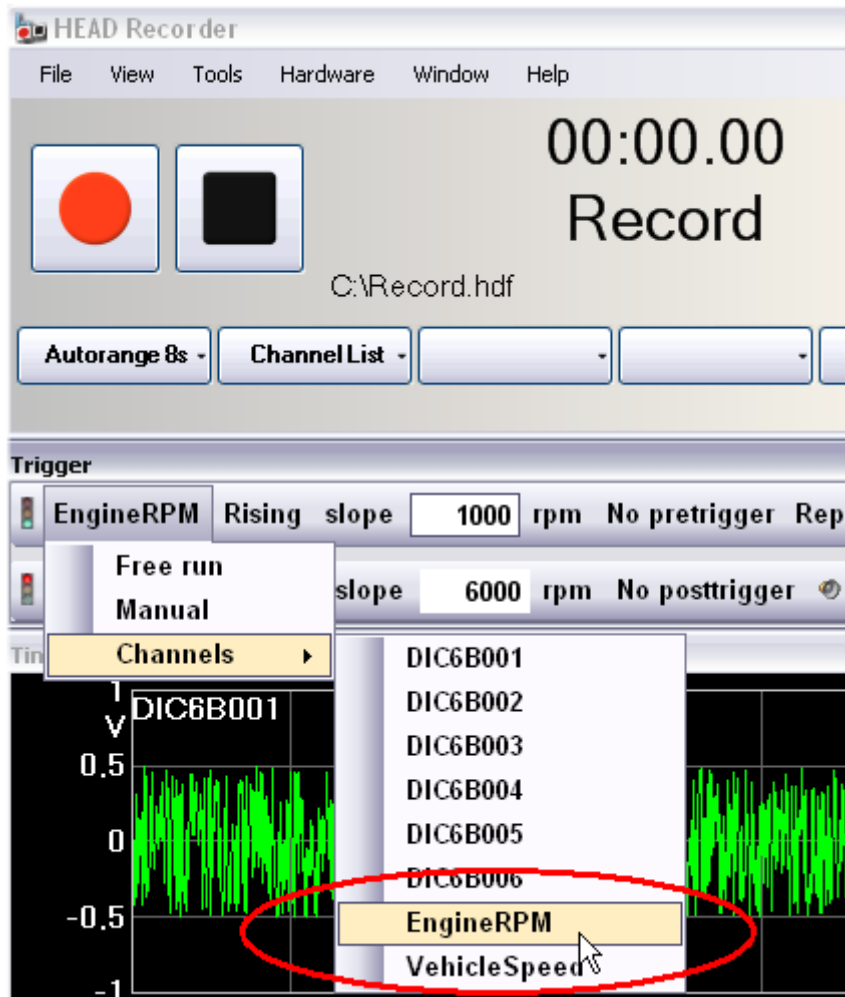 HEAD Recorder
File View Tools Hardware Window Help
00:00.00
Record
C:\Record.hdf
Autorange 8s Channel List
Trigger
EngineRPM Rising slope 1000 rpm No pretrigger Rep
Free run
slope 6000 rpm No posttrigger
Manual
Channels
Tin
DIC6B001
DIC6B002
DIC6B003
DIC6B004
DIC6B005
DIC6B006
EngineRPM
VehicleSpeed
1
V
DIC6B001
0.5
0
-0.5
-1